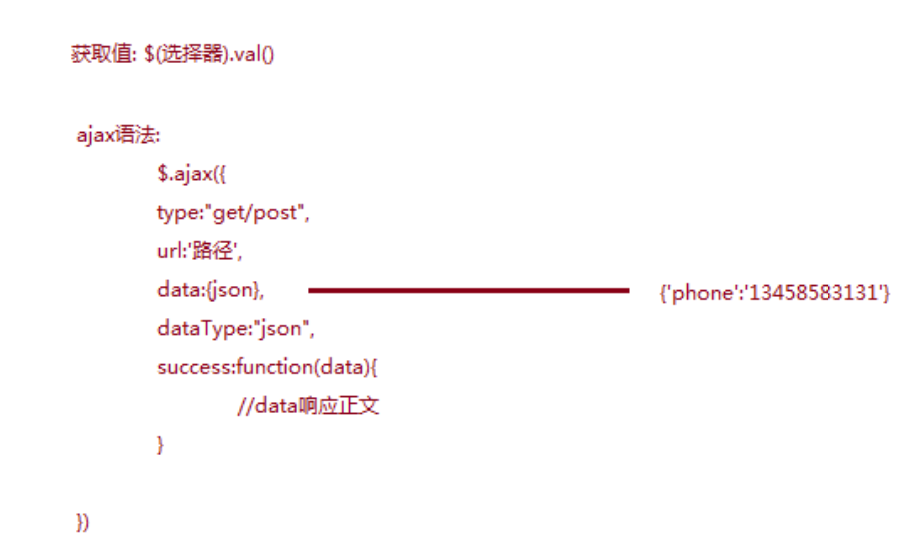 获取值: $(选择器).val()
ajax语法:
$.ajax({
type:"get/post",
url:'路径',
data:{json},
{'phone':'13458583131'}
dataType:"json",
success:function(data){
//data响应正文
}
})